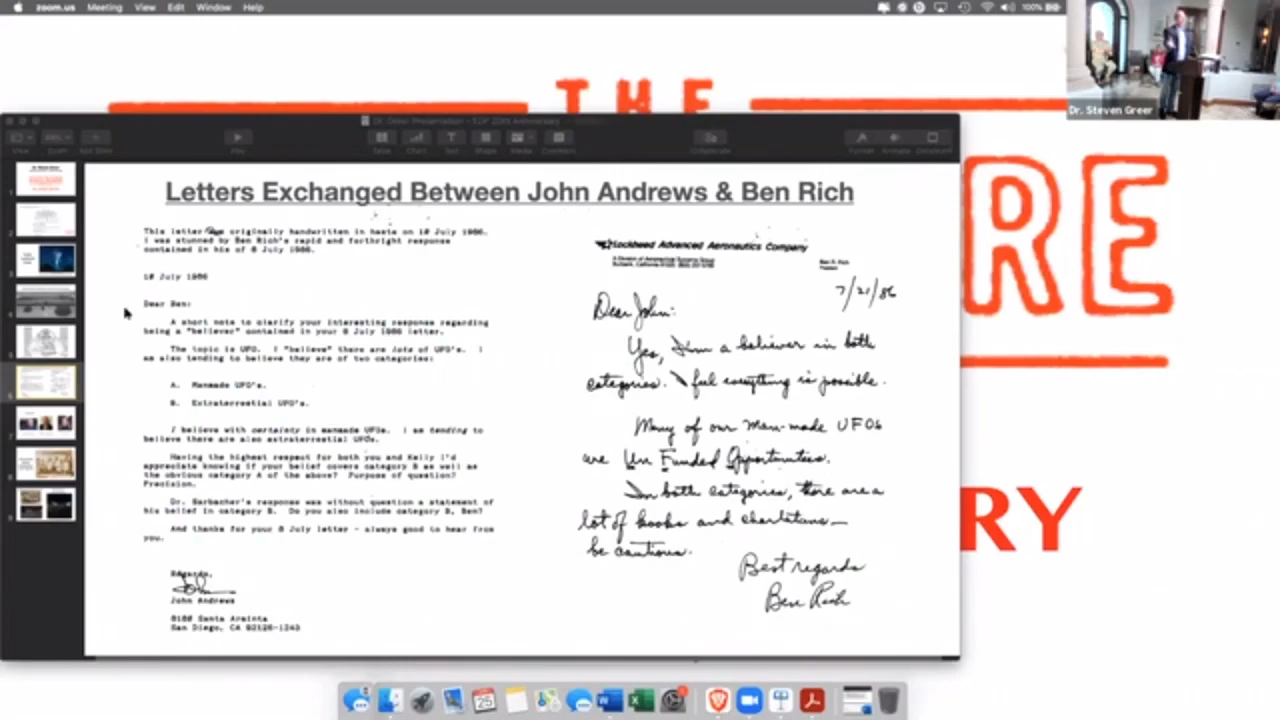 zoom.us Meeting View Edit Window Help
100%
THE
Dr. Steven Greer
RE
RY
Letters Exchanged Between John Andrews & Ben Rich
This letter was originally handwritten in haste on 10 July 1986.
I was stunned by Ben Rich's rapid and forthright response
contained in his of 8 July 1986.
10 July 1986
Dear Ben:
A short note to clarify your interesting response regarding
being a "believer" contained in your 8 July 1986 letter.
The topic is UFO. I "believe" there are lots of UFO's. I
am also tending to believe they are of two categories:
A. Manmade UFO's.
B. Extraterrestial UFO's.
I believe with certainty in manmade UFOs. I am tending to
believe there are also extraterrestial UFOs.
Having the highest respect for both you and Kelly I'd
appreciate knowing if your belief covers category B as well as
the obvious category A of the above? Purpose of question?
Precision.
Dr. Sarbacher's response was without question a statement of
his belief in category B. Do you also include category B, Ben?
And thanks for your 8 July letter - always good to hear from
you.
Regards,
John
John Andrews
San Diego, CA
Lockheed Advanced Aeronautics Company
Ben R. Rich
7/21/86
Dear John:
Yes, I'm a believer in both
categories. I feel everything is possible.
Many of our man-made UFOs
are Un Funded Opportunities.
In both categories, there are a
lot of kooks and charlatans—
be cautious.
Best regards
Ben Rich